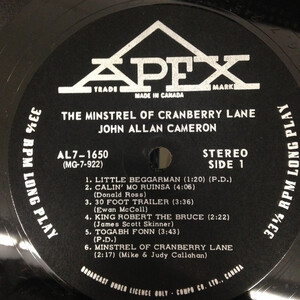 APEX
TRADE MARK
MADE IN CANADA
THE MINSTREL OF CRANBERRY LANE
JOHN ALLAN CAMERON
AL7-1650
(MG-7-922)
STEREO
SIDE 1
1. LITTLE BEGGARMAN (1:20) (P.D.)
2. CALIN' MO RUINSA (4:06)
(Donald Ross)
3. 30 FOOT TRAILER (3:36)
(Ewan McColl)
4. KING ROBERT THE BRUCE (2:22)
(James Scott Skinner)
5. TOGABH FONN (3:33)
(P.D.)
6. MINSTREL OF CRANBERRY LANE
(2:17) (Mike & Judy Callahan)
33⅓ RPM LONG PLAY
33⅓ RPM LONG PLAY
BROADCAST UNDER LICENCE ONLY - COMPO CO. LTD., CANADA